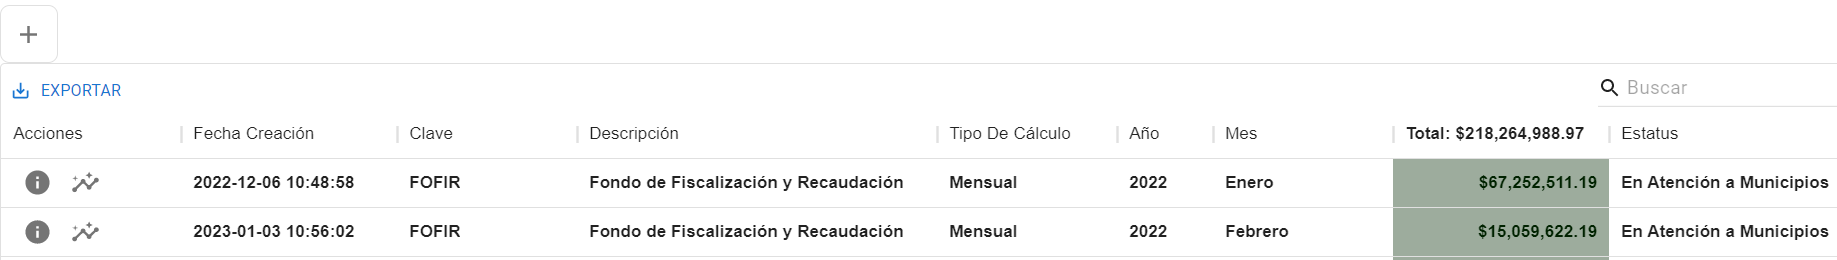 EXPORTAR
Buscar
Acciones Fecha Creación Clave Descripción Tipo De Cálculo Año Mes Total: $218,264,988.97 Estatus
2022-12-06 10:48:58 FOFIR Fondo de Fiscalización y Recaudación Mensual 2022 Enero $67,252,511.19 En Atención a Municipios
2023-01-03 10:56:02 FOFIR Fondo de Fiscalización y Recaudación Mensual 2022 Febrero $15,059,622.19 En Atención a Municipios